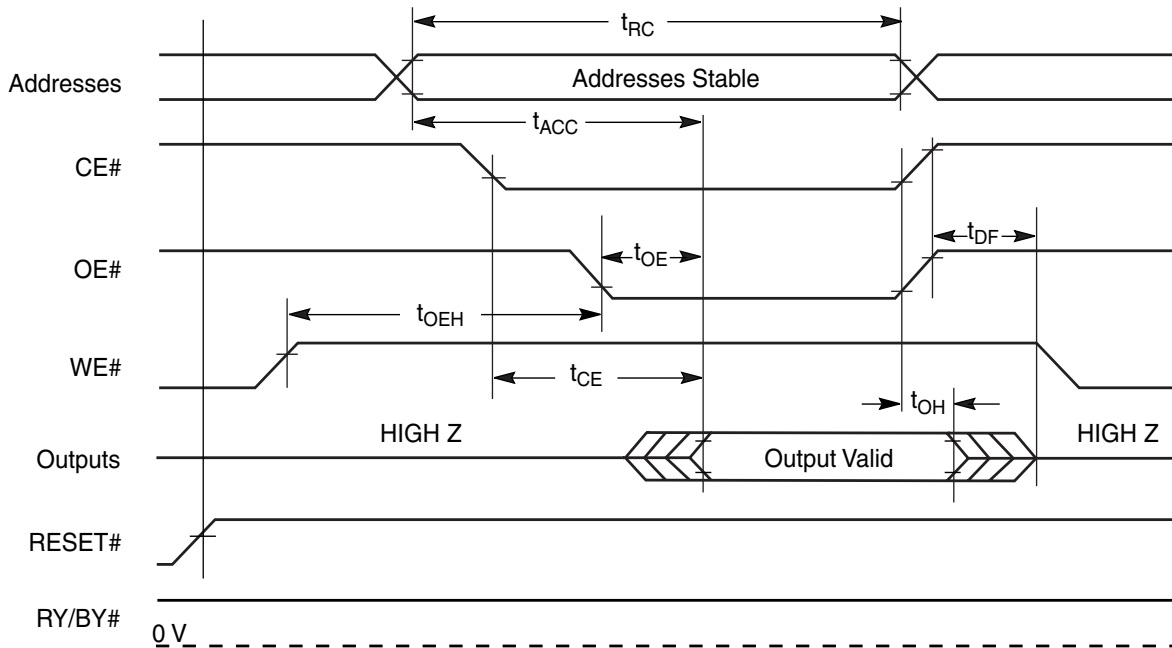 tRC
Addresses
Addresses Stable
tACC
CE#
tDF
OE#
tOE
tOEH
WE#
tCE
tOH
HIGH Z
HIGH Z
Outputs
Output Valid
RESET#
RY/BY#
0 V